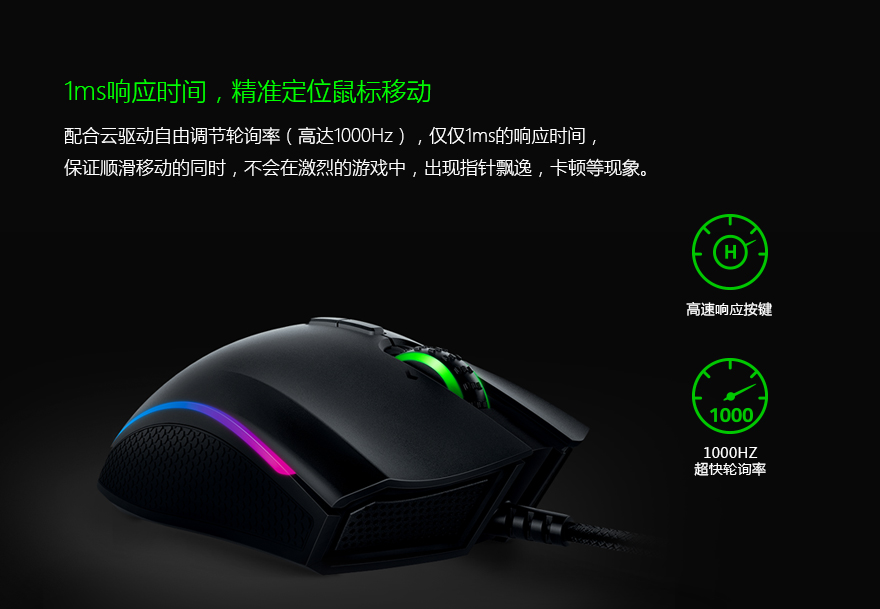 1ms响应时间，精准定位鼠标移动
配合云驱动自由调节轮询率（高达1000Hz），仅仅1ms的响应时间，
保证顺滑移动的同时，不会在激烈的游戏中，出现指针飘逸，卡顿等现象。
H
高速响应按键
1000
1000HZ
超快轮询率